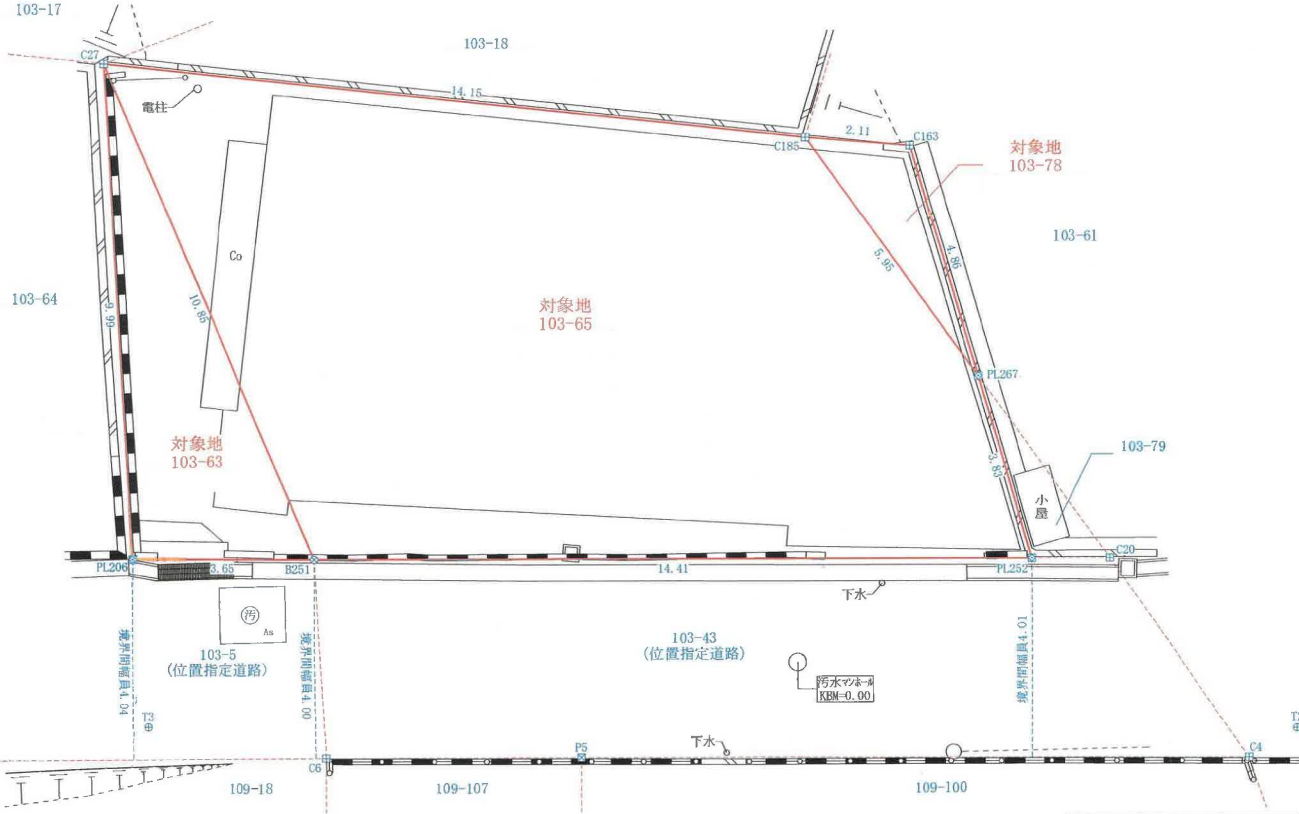 103-17
C27
103-18
14.15
電柱
C185
2.11
C163
対象地
103-78
103-61
4.86
5.95
Co
103-64
9.99
10.85
対象地
103-65
PL267
対象地
103-63
3.83
103-79
小屋
C20
PL206
3.65
B251
14.41
PL252
下水
汚
As
103-5
(位置指定道路)
103-43
(位置指定道路)
境界間幅員4.04
境界間幅員4.00
境界間幅員4.01
汚水マンホール
KBM=0.00
T3
P5
下水
C6
C4
109-18
109-107
109-100